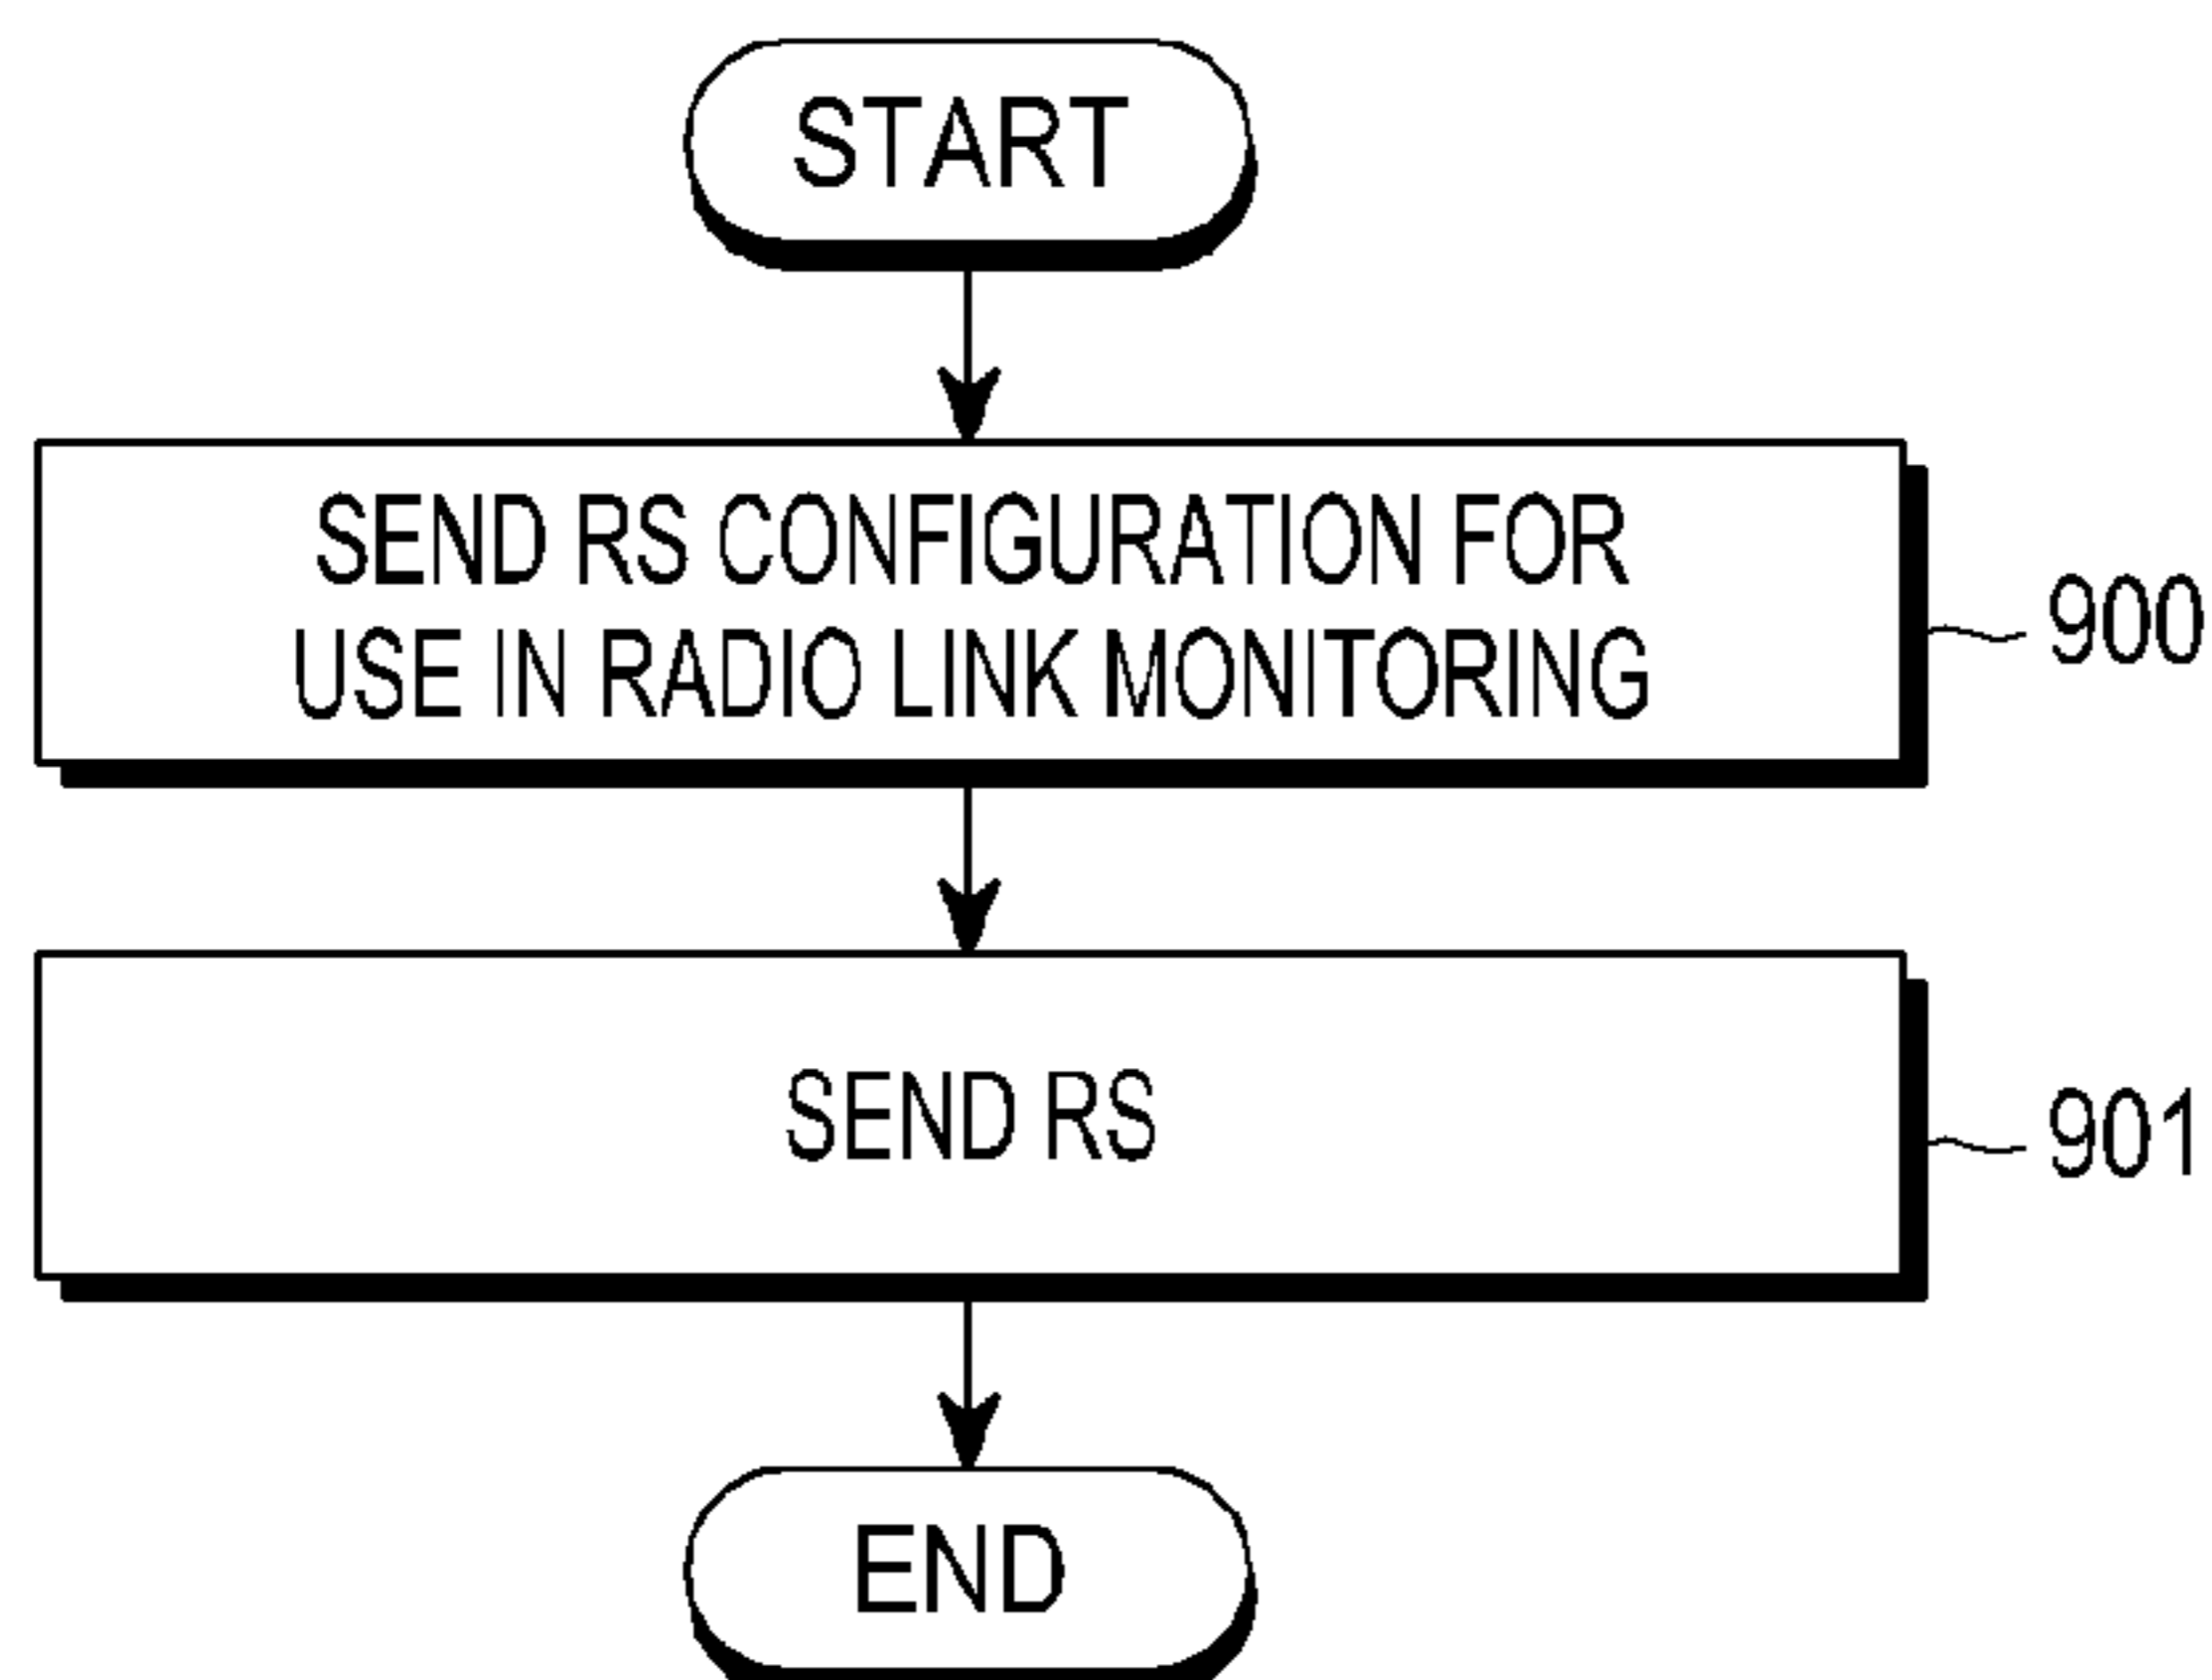 START
SEND RS CONFIGURATION FOR
USE IN RADIO LINK MONITORING
900
SEND RS
901
END